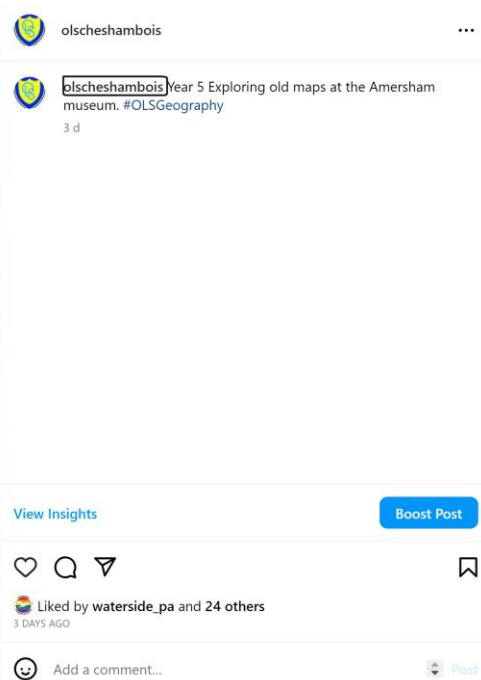 olscheshambois
olscheshambois Year 5 Exploring old maps at the Amersham
museum. #OLSGeography
3 d
View Insights
Boost Post
Liked by waterside_pa and 24 others
3 DAYS AGO
Add a comment...
Post